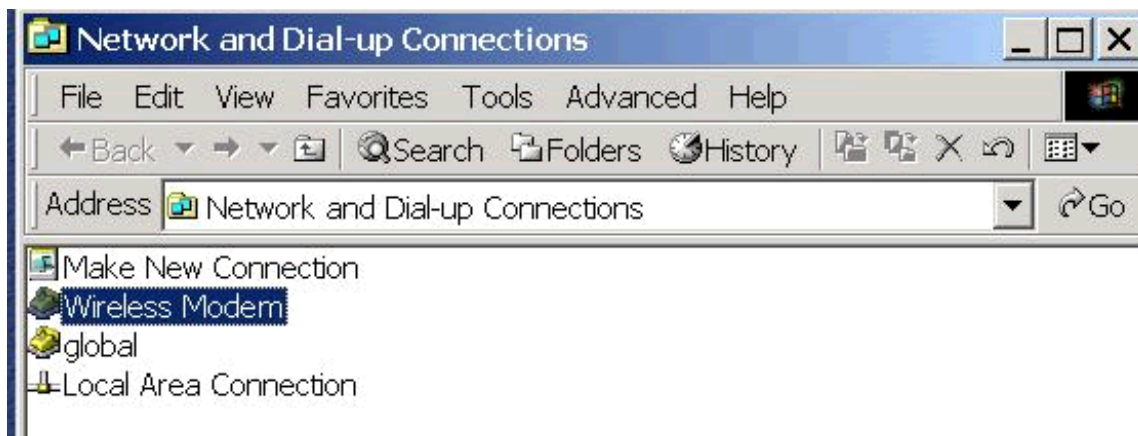 Network and Dial-up Connections
File Edit View Favorites Tools Advanced Help
Back Search Folders History
Address Network and Dial-up Connections Go
Make New Connection
Wireless Modem
global
Local Area Connection